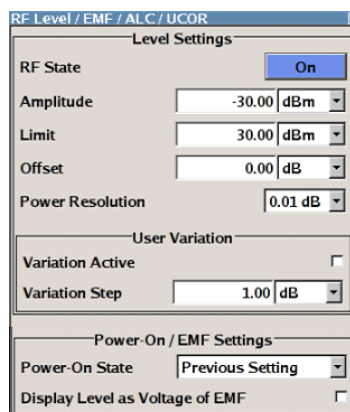 RF Level / EMF / ALC / UCOR
Level Settings
RF State On
Amplitude -30.00 dBm
Limit 30.00 dBm
Offset 0.00 dB
Power Resolution 0.01 dB
User Variation
Variation Active
Variation Step 1.00 dB
Power-On / EMF Settings
Power-On State Previous Setting
Display Level as Voltage of EMF